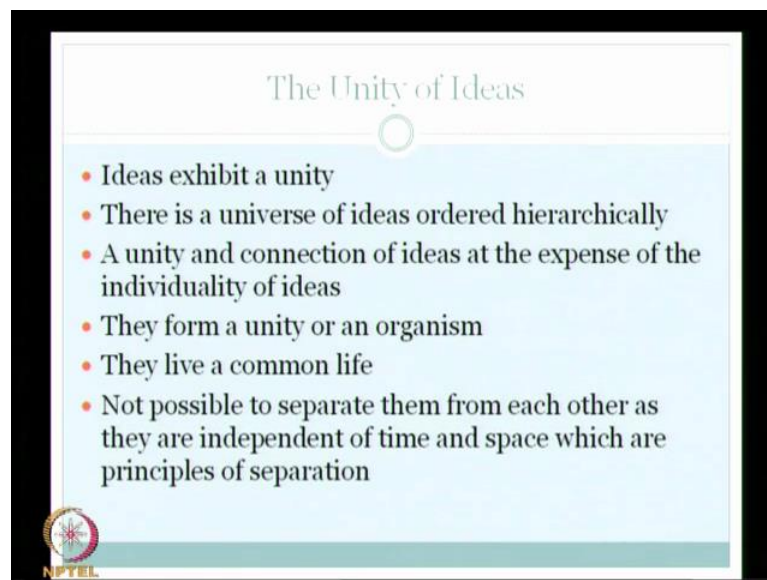 The Unity of Ideas
• Ideas exhibit a unity
• There is a universe of ideas ordered hierarchically
• A unity and connection of ideas at the expense of the
individuality of ideas
• They form a unity or an organism
• They live a common life
• Not possible to separate them from each other as
they are independent of time and space which are
principles of separation
NPTEL